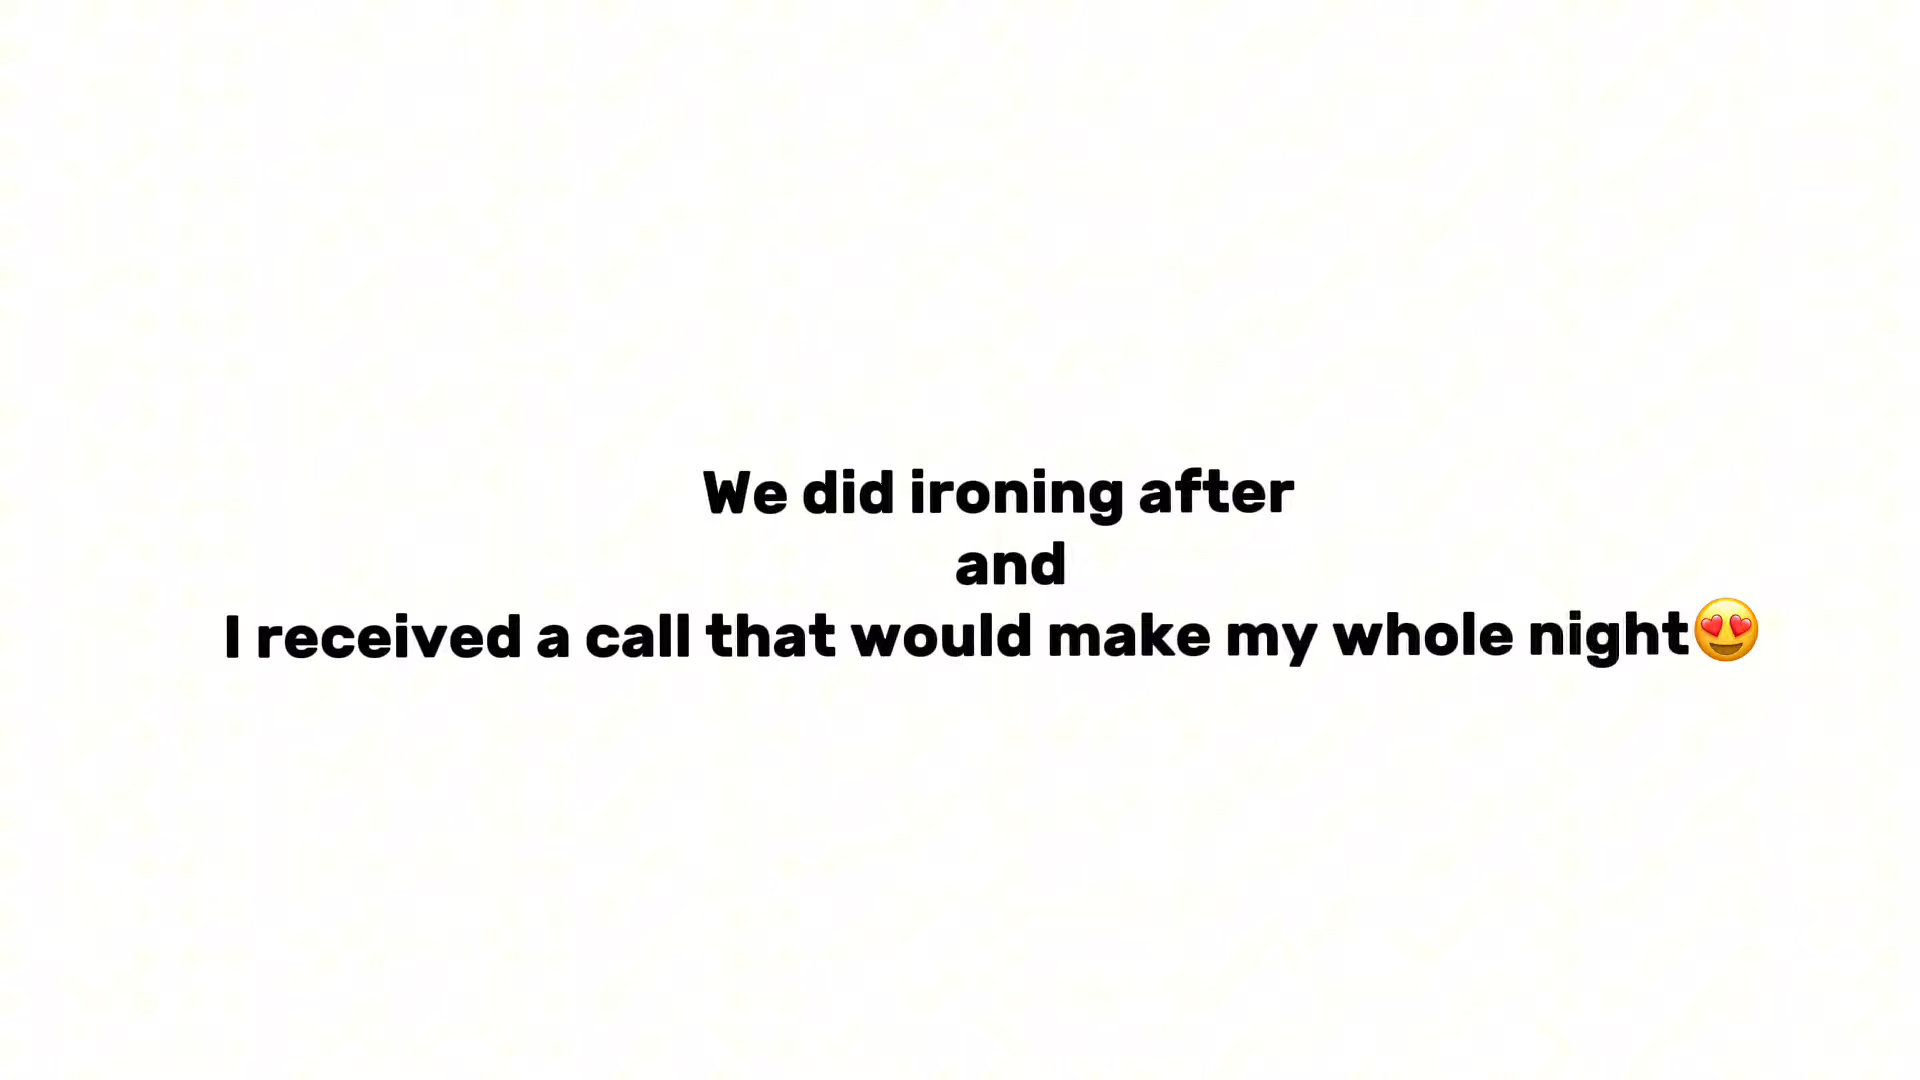 We did ironing after
and
I received a call that would make my whole night😍